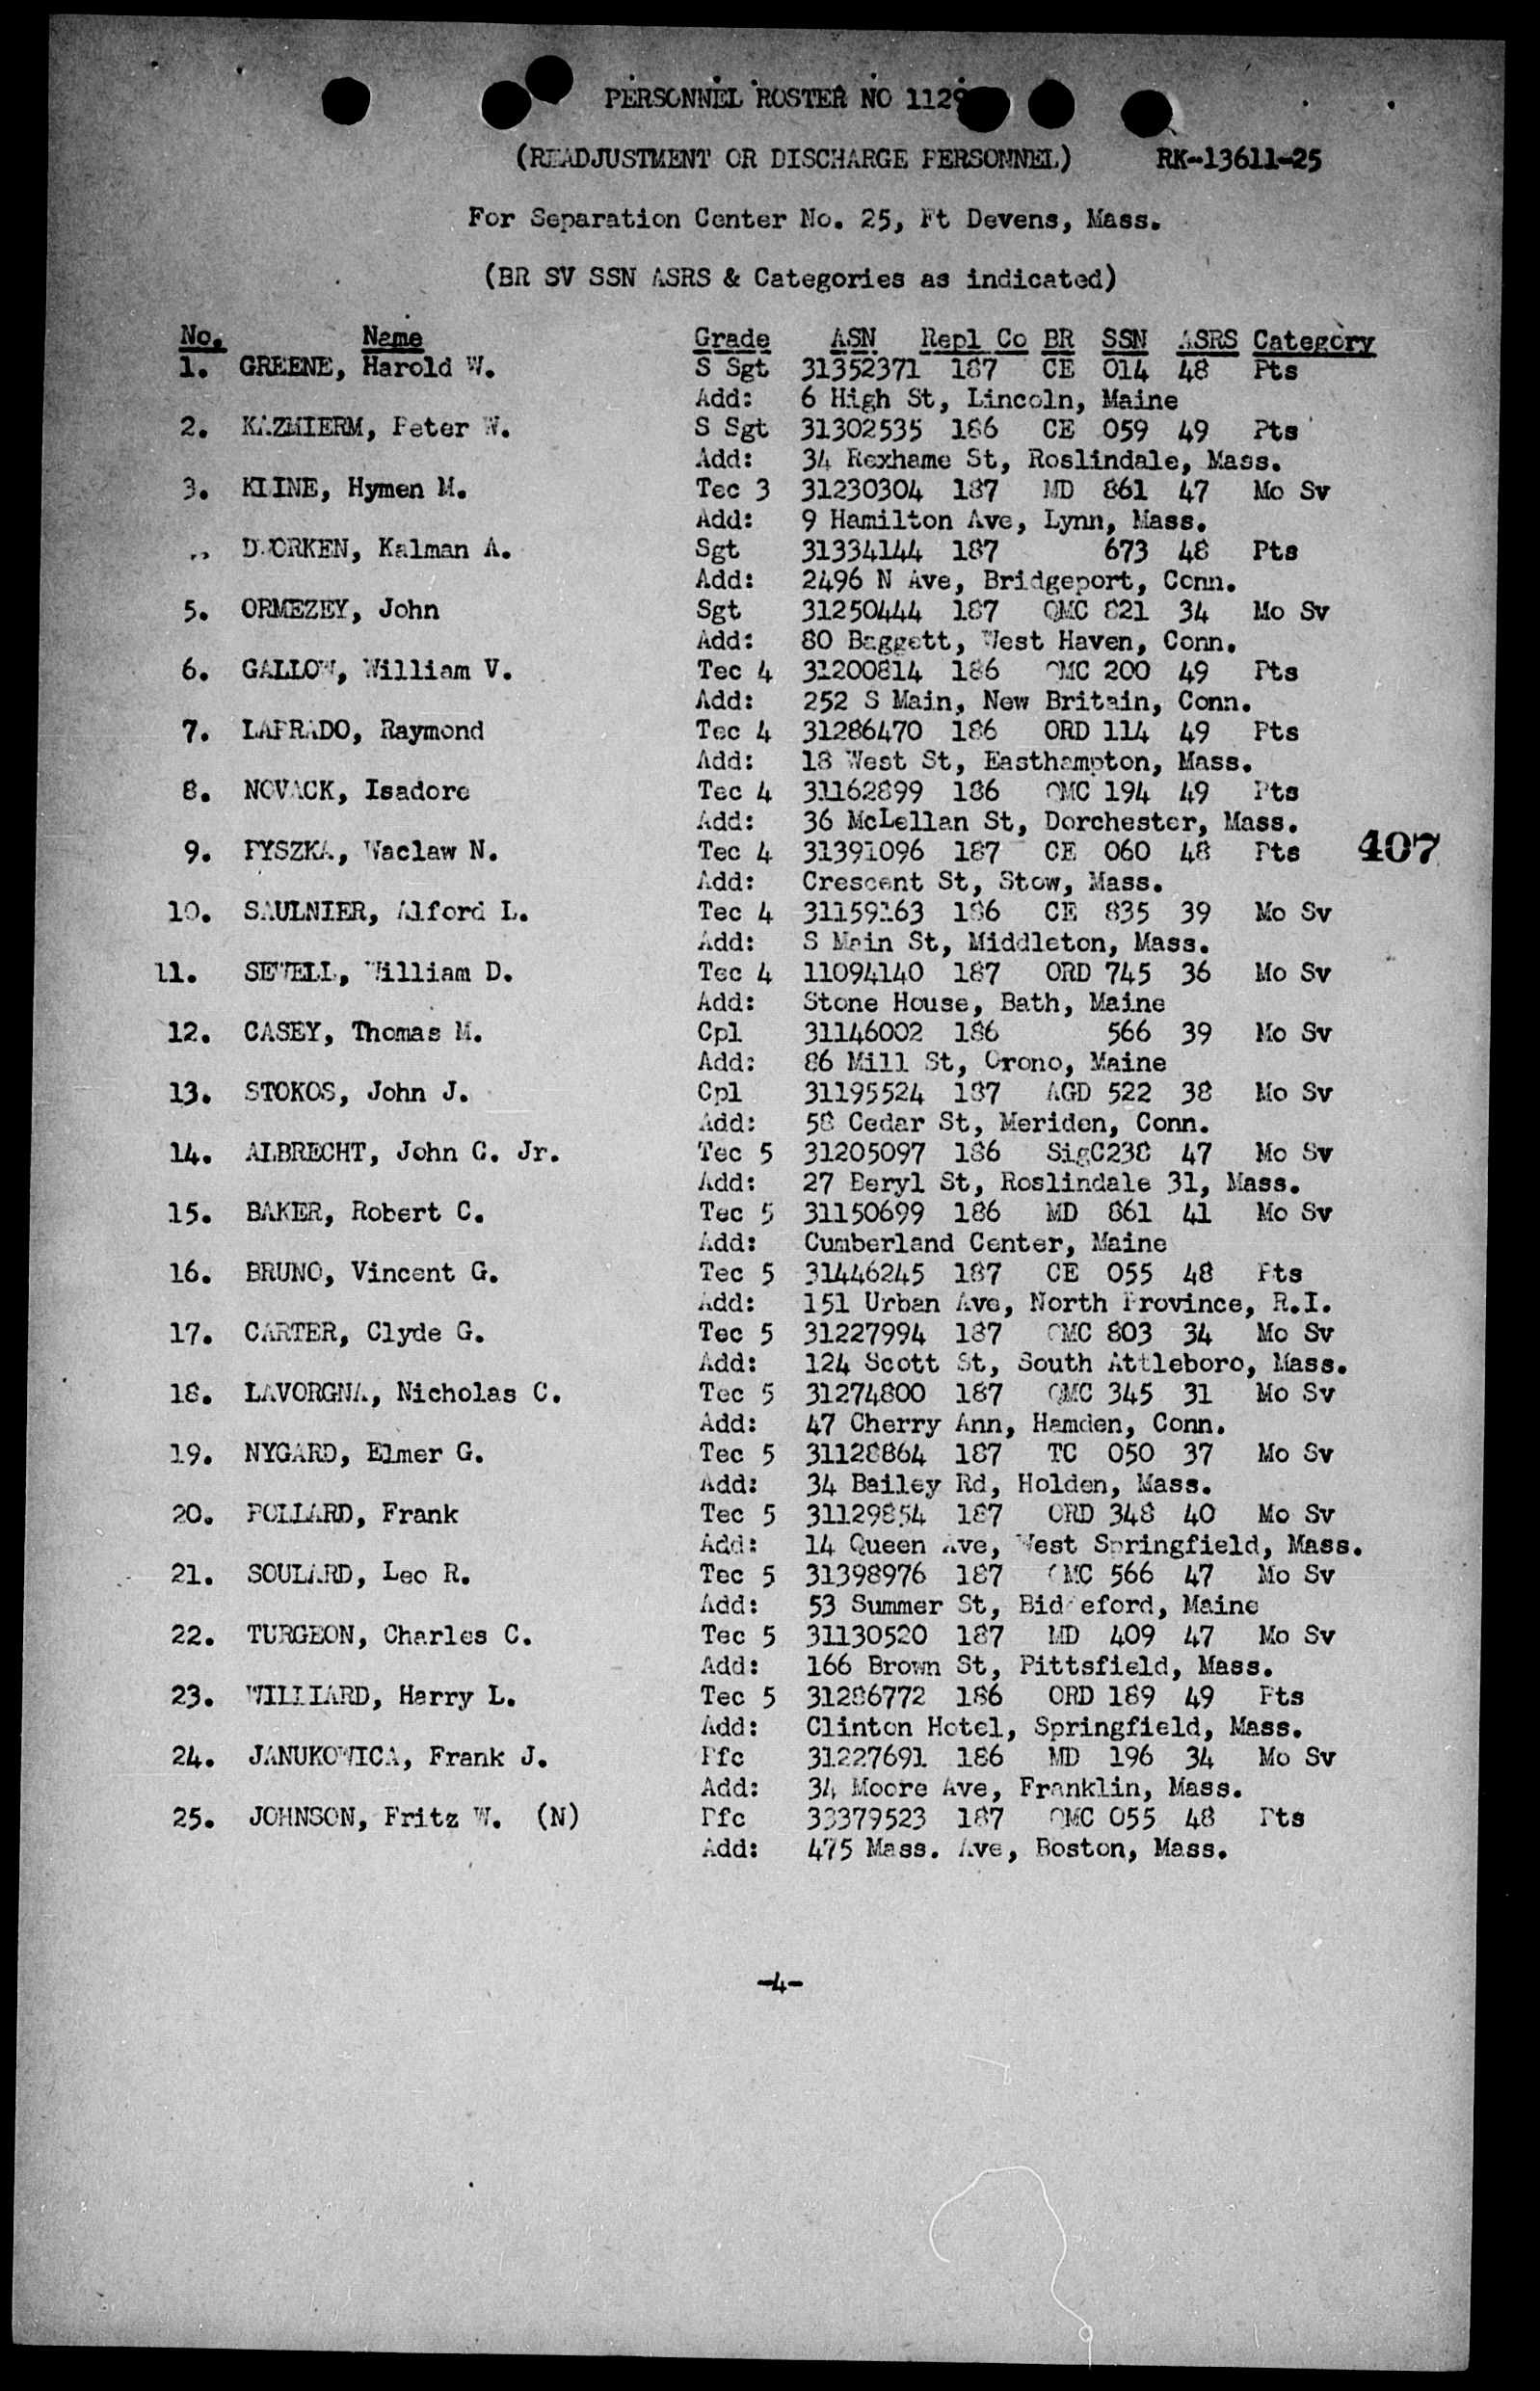 PERSONNEL ROSTER NO 1129
(READJUSTMENT OR DISCHARGE PERSONNEL) RK-13611-25
For Separation Center No. 25, Ft Devens, Mass.
(BR SV SSN ASRS & Categories as indicated)
No. Name Grade ASN Repl Co BR SSN ASRS Category
1. GREENE, Harold W. S Sgt 31352371 187 CE 014 48 Pts
Add: 6 High St, Lincoln, Maine
2. KAZMIERM, Peter W. S Sgt 31302535 186 CE 059 49 Pts
Add: 34 Rexhame St, Roslindale, Mass.
3. KLINE, Hymen M. Tec 3 31230304 187 MD 861 47 Mo Sv
Add: 9 Hamilton Ave, Lynn, Mass.
DWORKEN, Kalman A. Sgt 31334144 187 673 48 Pts
Add: 2496 N Ave, Bridgeport, Conn.
5. ORMEZEY, John Sgt 31250444 187 QMC 821 34 Mo Sv
Add: 80 Baggett, West Haven, Conn.
6. GALLOW, William V. Tec 4 31200814 186 QMC 200 49 Pts
Add: 252 S Main, New Britain, Conn.
7. LAPRADO, Raymond Tec 4 31286470 186 ORD 114 49 Pts
Add: 18 West St, Easthampton, Mass.
8. NOVACK, Isadore Tec 4 31162899 186 QMC 194 49 Pts
Add: 36 McLellan St, Dorchester, Mass.
9. PYSZKA, Waclaw N. Tec 4 31391096 187 CE 060 48 Pts 407
Add: Crescent St, Stow, Mass.
10. SAULNIER, Alford L. Tec 4 31159163 186 CE 835 39 Mo Sv
Add: S Main St, Middleton, Mass.
11. SEWELL, William D. Tec 4 11094140 187 ORD 745 36 Mo Sv
Add: Stone House, Bath, Maine
12. CASEY, Thomas M. Cpl 31146002 186 566 39 Mo Sv
Add: 86 Mill St, Orono, Maine
13. STOKOS, John J. Cpl 31195524 187 AGD 522 38 Mo Sv
Add: 58 Cedar St, Meriden, Conn.
14. ALBRECHT, John C. Jr. Tec 5 31205097 186 SigC238 47 Mo Sv
Add: 27 Beryl St, Roslindale 31, Mass.
15. BAKER, Robert C. Tec 5 31150699 186 MD 861 41 Mo Sv
Add: Cumberland Center, Maine
16. BRUNO, Vincent G. Tec 5 31446245 187 CE 055 48 Pts
Add: 151 Urban Ave, North Province, R.I.
17. CARTER, Clyde G. Tec 5 31227994 187 QMC 803 34 Mo Sv
Add: 124 Scott St, South Attleboro, Mass.
18. LAVORGNA, Nicholas C. Tec 5 31274800 187 QMC 345 31 Mo Sv
Add: 47 Cherry Ann, Hamden, Conn.
19. NYGARD, Elmer G. Tec 5 31128864 187 TC 050 37 Mo Sv
Add: 34 Bailey Rd, Holden, Mass.
20. POLLARD, Frank Tec 5 31129854 187 ORD 348 40 Mo Sv
Add: 14 Queen Ave, West Springfield, Mass.
21. SOULARD, Leo R. Tec 5 31398976 187 QMC 566 47 Mo Sv
Add: 53 Summer St, Biddeford, Maine
22. TURGEON, Charles C. Tec 5 31130520 187 MD 409 47 Mo Sv
Add: 166 Brown St, Pittsfield, Mass.
23. WILLIARD, Harry L. Tec 5 31286772 186 ORD 189 49 Pts
Add: Clinton Hotel, Springfield, Mass.
24. JANUKOWICA, Frank J. Pfc 31227691 186 MD 196 34 Mo Sv
Add: 34 Moore Ave, Franklin, Mass.
25. JOHNSON, Fritz W. (N) Pfc 33379523 187 QMC 055 48 Pts
Add: 475 Mass. Ave, Boston, Mass.
-4-